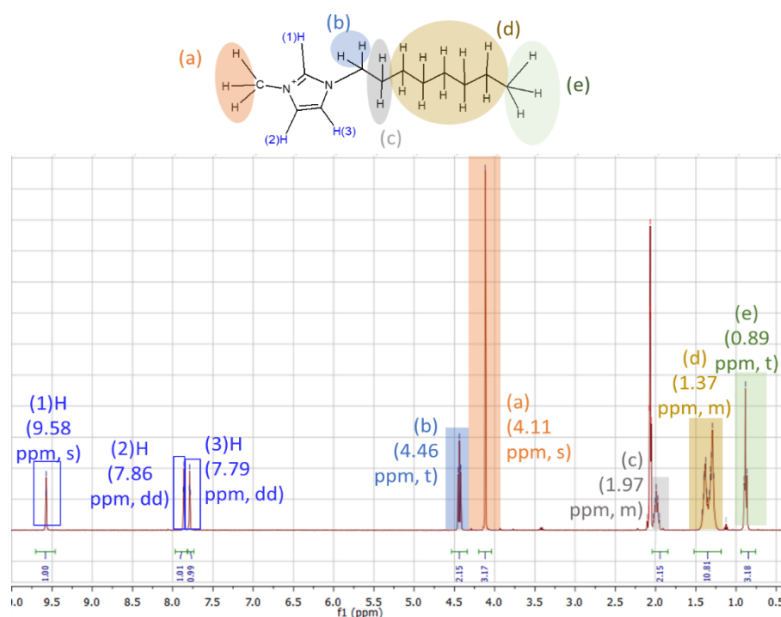 (b)
(d)
(1)H
H
H
H
H
H
H
H
H
(a)
H
H
H
C
N
+
N
H
H
H
H
H
H
H
H
H
(e)
(2)H
H(3)
(c)
(1)H
(9.58
ppm, s)
(2)H
(7.86
ppm, dd)
(3)H
(7.79
ppm, dd)
(b)
(4.46
ppm, t)
(a)
(4.11
ppm, s)
(c)
(1.97
ppm, m)
(d)
(1.37
ppm, m)
(e)
(0.89
ppm, t)
1.00
1.01
0.99
2.15
3.17
2.15
10.81
3.18
0.0 9.5 9.0 8.5 8.0 7.5 7.0 6.5 6.0 5.5 5.0 4.5 4.0 3.5 3.0 2.5 2.0 1.5 1.0 0.5
f1 (ppm)